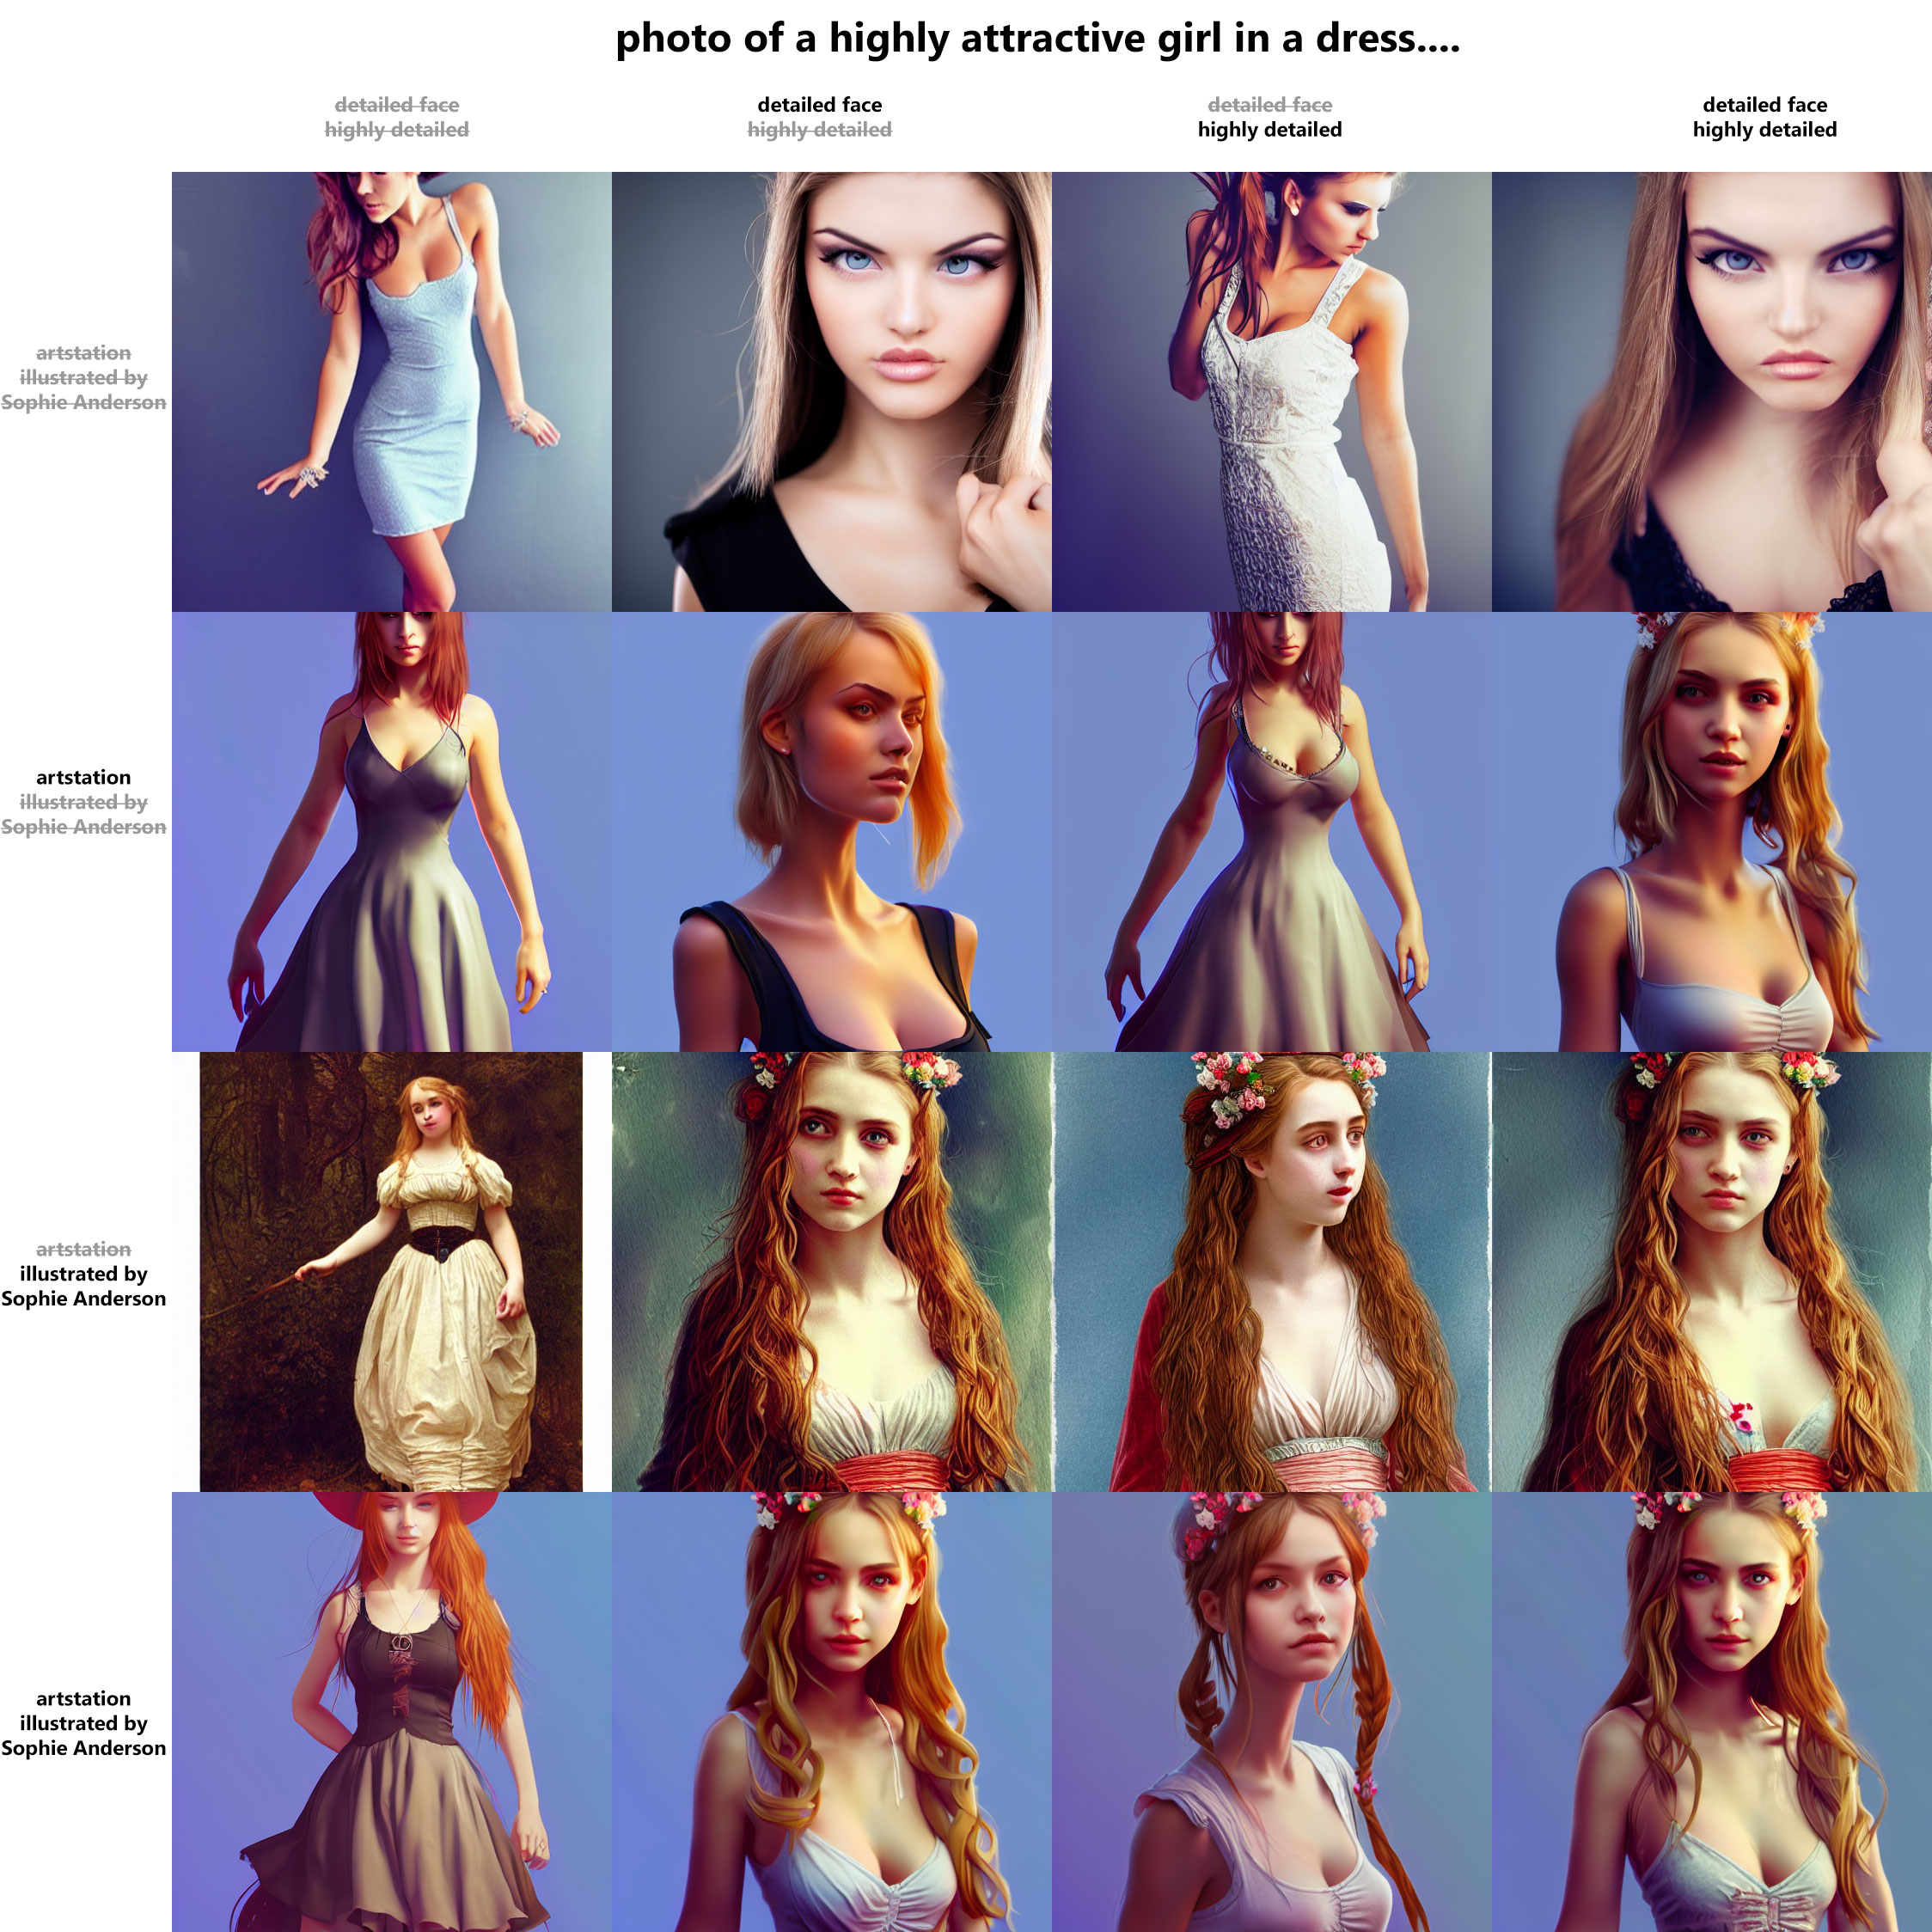 photo of a highly attractive girl in a dress....
detailed face
highly detailed
detailed face
highly detailed
detailed face
highly detailed
detailed face
highly detailed
artstation
illustrated by
Sophie Anderson
artstation
illustrated by
Sophie Anderson
artstation
illustrated by
Sophie Anderson
artstation
illustrated by
Sophie Anderson